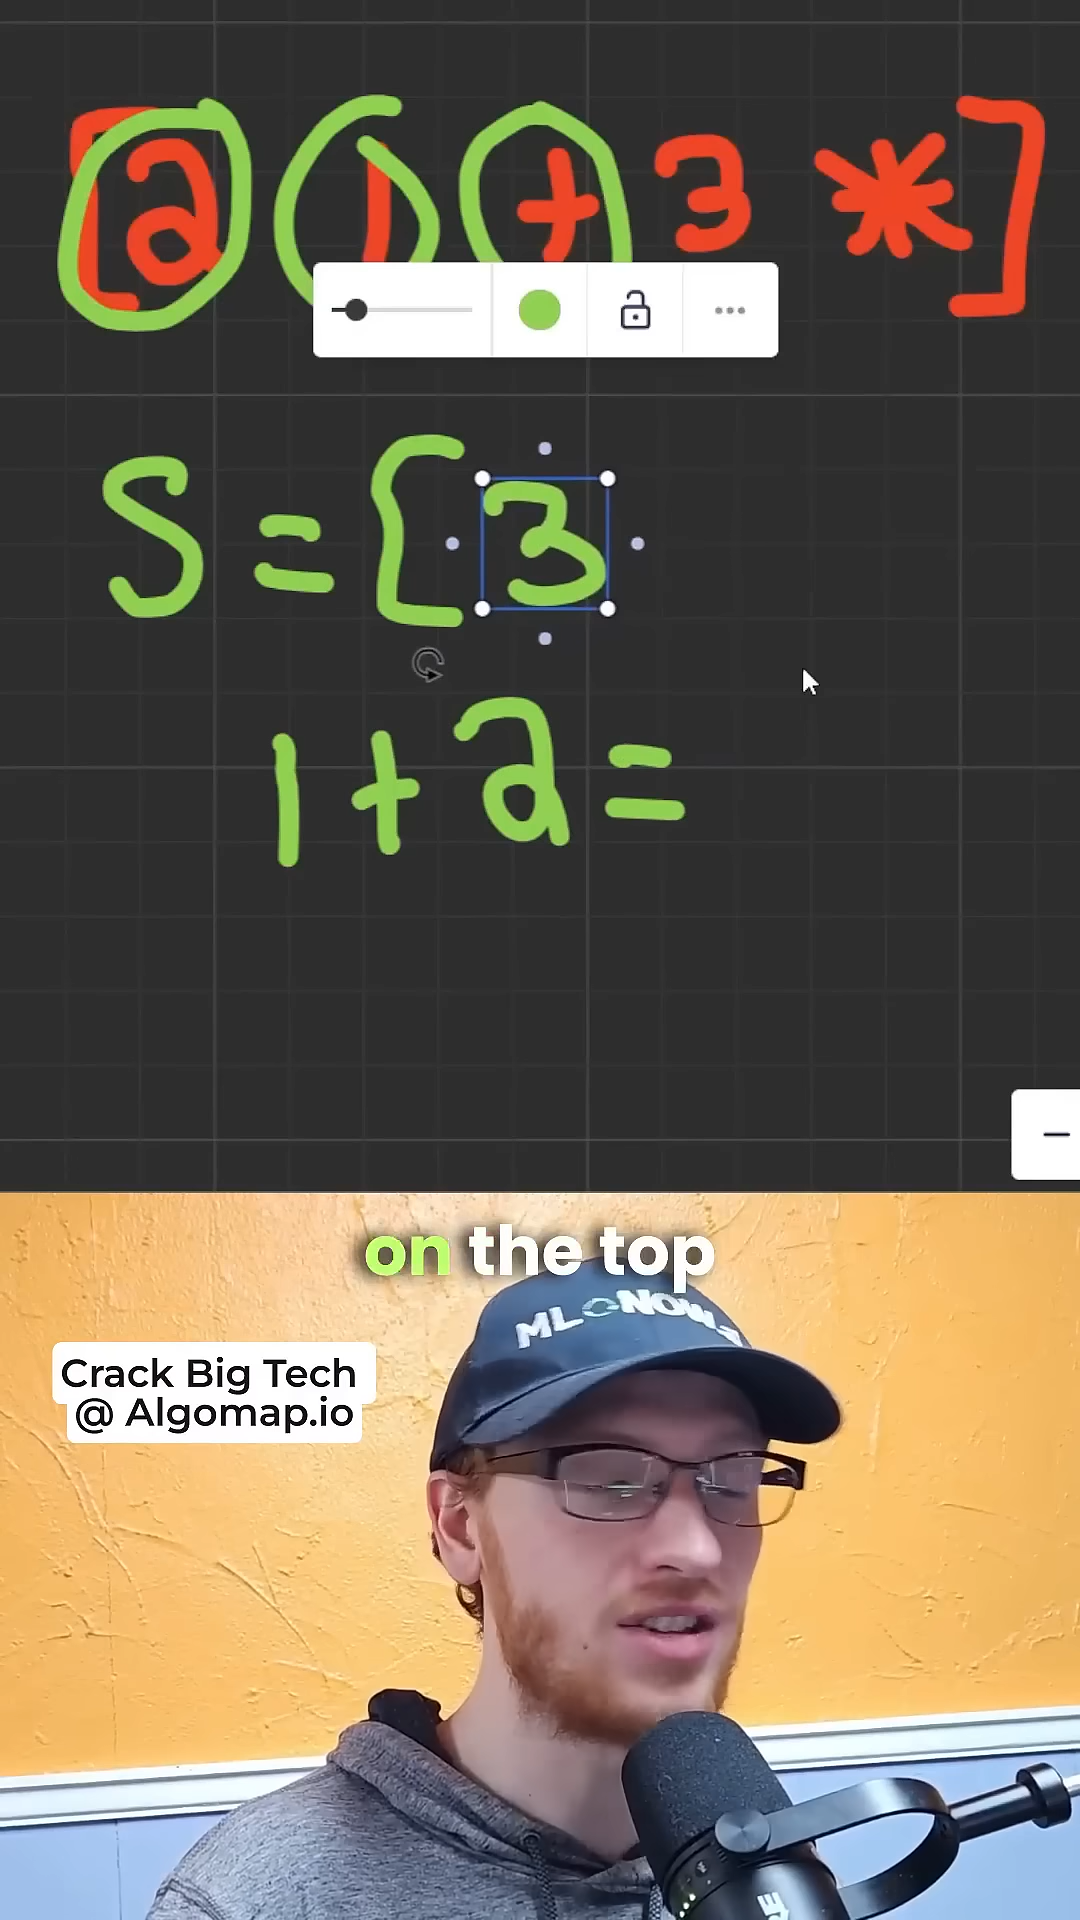 [2 1 + 3 *]
S = [3
1 + 2 =
on the top
MLONOW
Crack Big Tech
@ Algomap.io